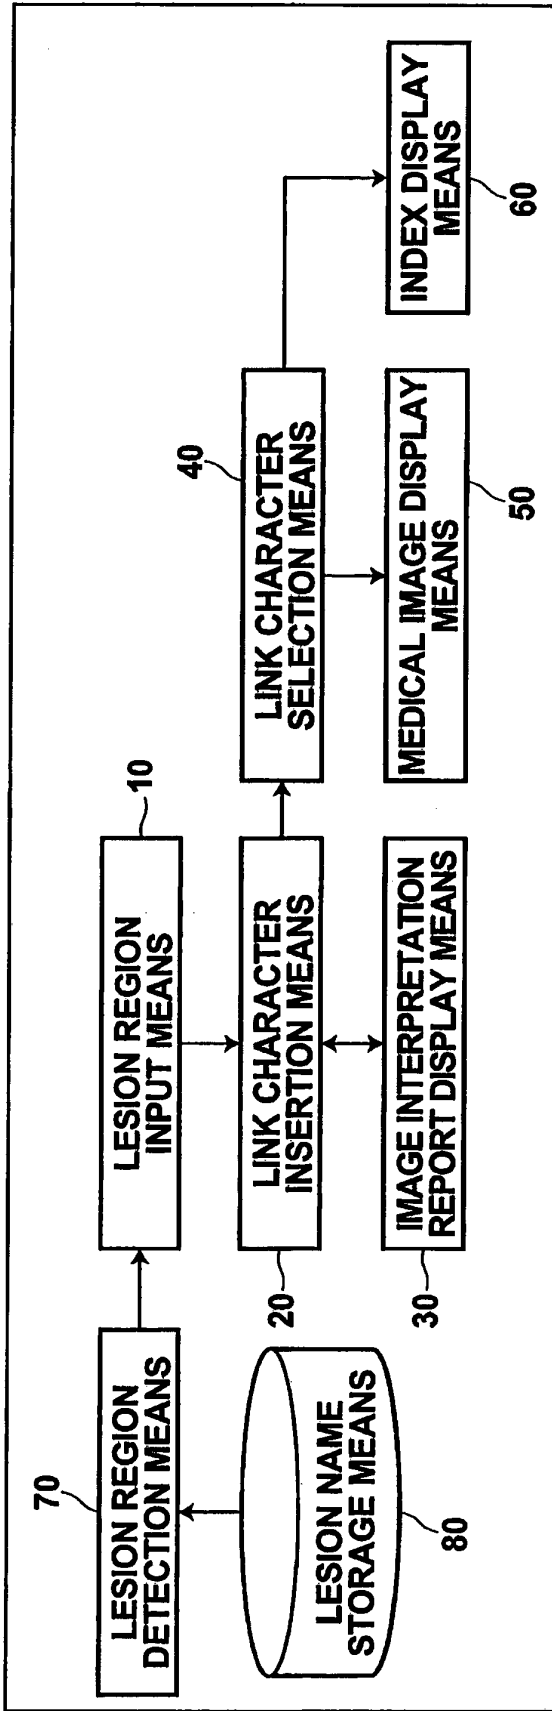 70
LESION REGION
DETECTION MEANS
LESION REGION
INPUT MEANS
10
LESION NAME
STORAGE MEANS
80
LINK CHARACTER
INSERTION MEANS
20
LINK CHARACTER
SELECTION MEANS
40
IMAGE INTERPRETATION
REPORT DISPLAY MEANS
30
MEDICAL IMAGE DISPLAY
MEANS
50
INDEX DISPLAY
MEANS
60